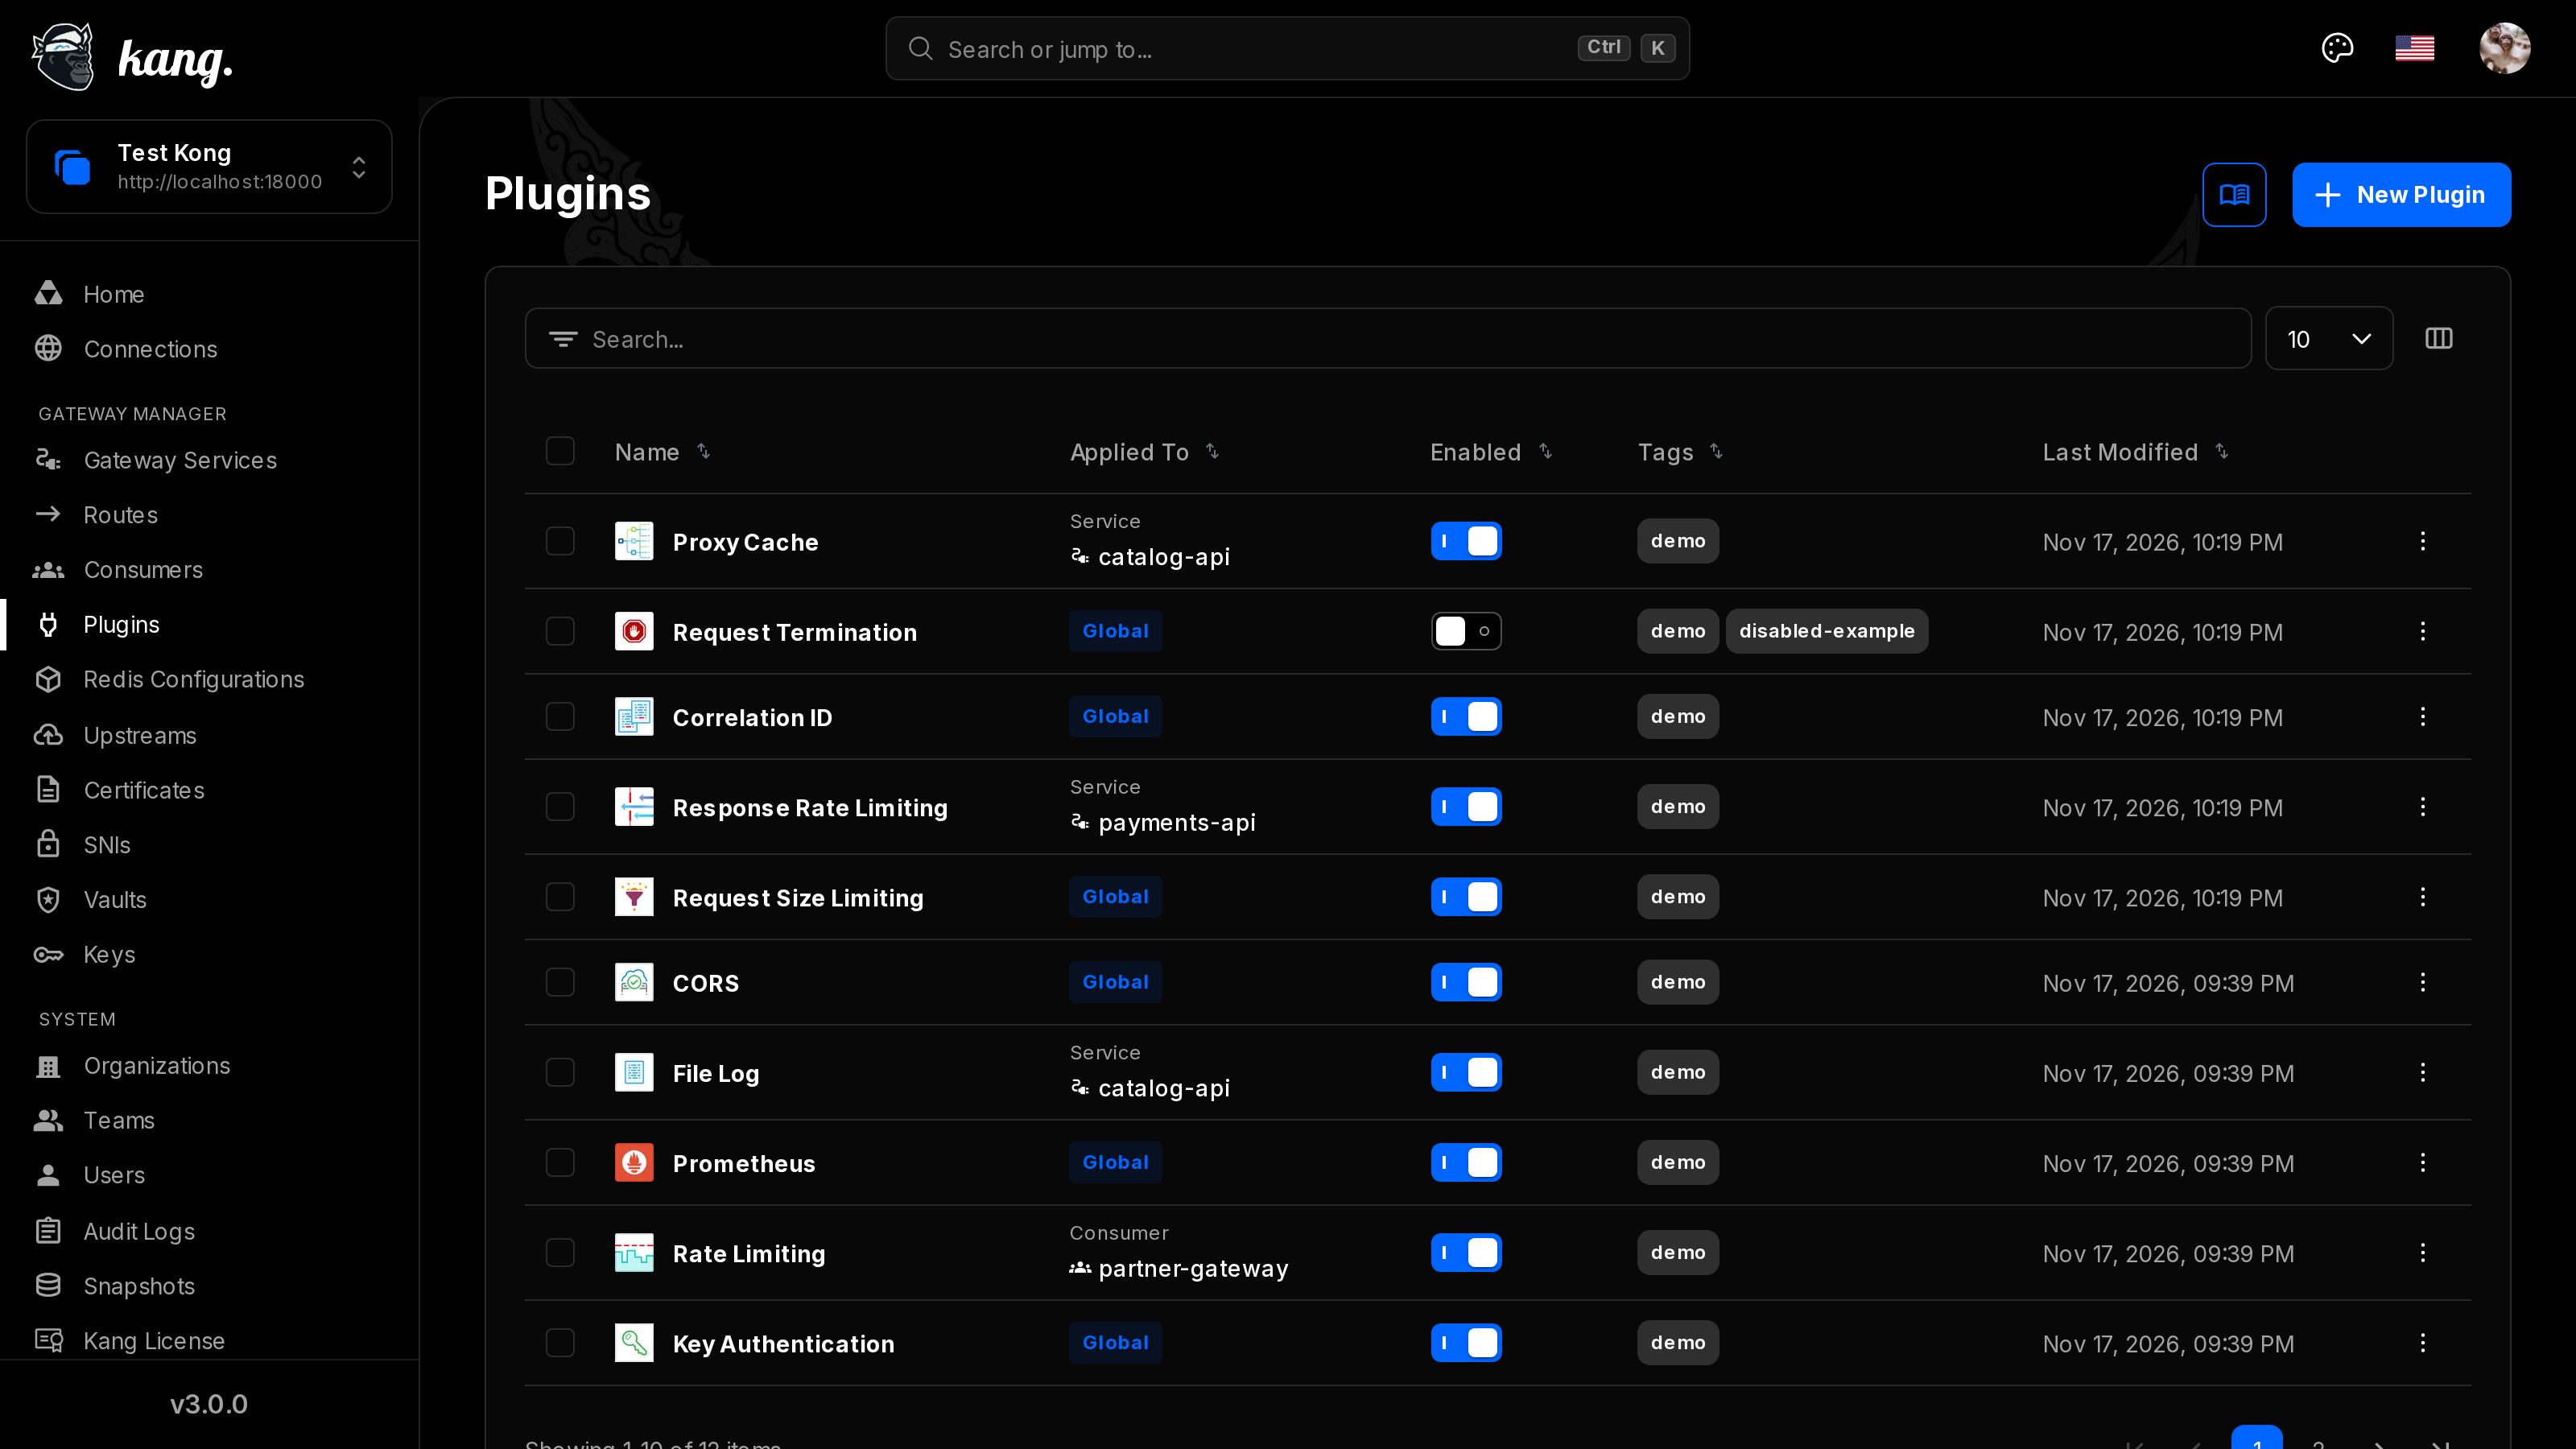 kang.
Search or jump to...
Ctrl K
Test Kong
http://localhost:18000
Home
Connections
GATEWAY MANAGER
Gateway Services
Routes
Consumers
Plugins
Redis Configurations
Upstreams
Certificates
SNIs
Vaults
Keys
SYSTEM
Organizations
Teams
Users
Audit Logs
Snapshots
Kang License
v3.0.0
Plugins
New Plugin
Search...
10
Name Applied To Enabled Tags Last Modified
Proxy Cache Service catalog-api demo Nov 17, 2026, 10:19 PM
Request Termination Global demo disabled-example Nov 17, 2026, 10:19 PM
Correlation ID Global demo Nov 17, 2026, 10:19 PM
Response Rate Limiting Service payments-api demo Nov 17, 2026, 10:19 PM
Request Size Limiting Global demo Nov 17, 2026, 10:19 PM
CORS Global demo Nov 17, 2026, 09:39 PM
File Log Service catalog-api demo Nov 17, 2026, 09:39 PM
Prometheus Global demo Nov 17, 2026, 09:39 PM
Rate Limiting Consumer partner-gateway demo Nov 17, 2026, 09:39 PM
Key Authentication Global demo Nov 17, 2026, 09:39 PM
Showing 1-10 of 12 items
1 2